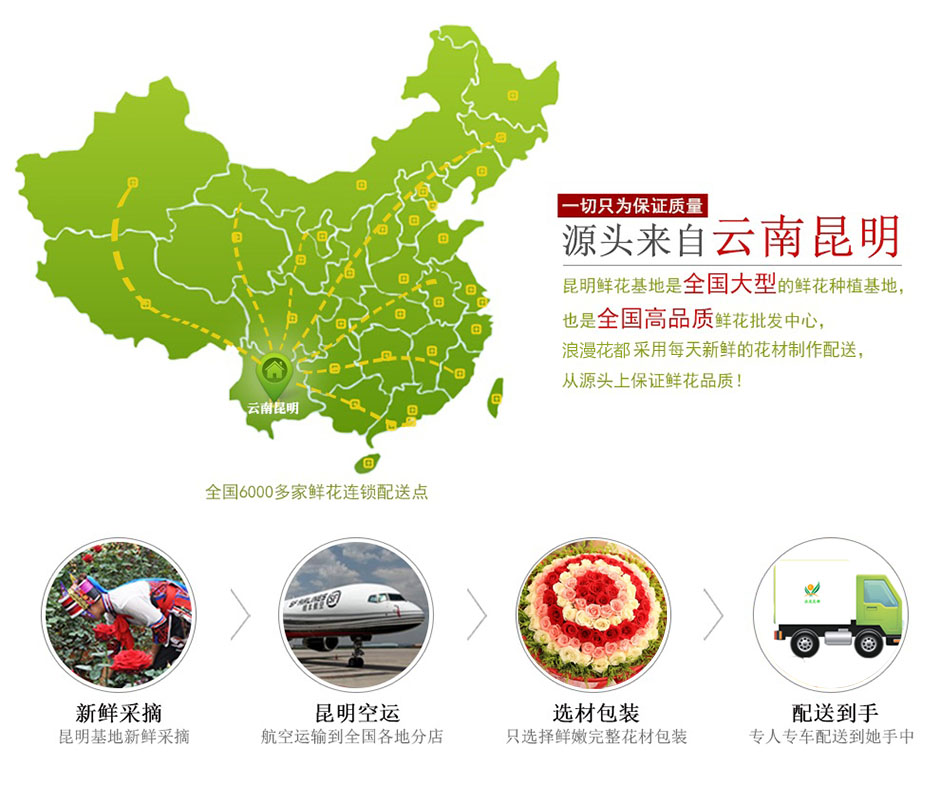 一切只为保证质量
源头来自云南昆明
昆明鲜花基地是全国大型的鲜花种植基地，
也是全国高品质鲜花批发中心，
浪漫花都 采用每天新鲜的花材制作配送，
从源头上保证鲜花品质！
云南昆明
全国6000多家鲜花连锁配送点
SF AIRLINES SF
顺丰航空
新鲜采摘
昆明空运
选材包装
配送到手
昆明基地新鲜采摘
航空运输到全国各地分店
只选择鲜嫩完整花材包装
专人专车配送到她手中